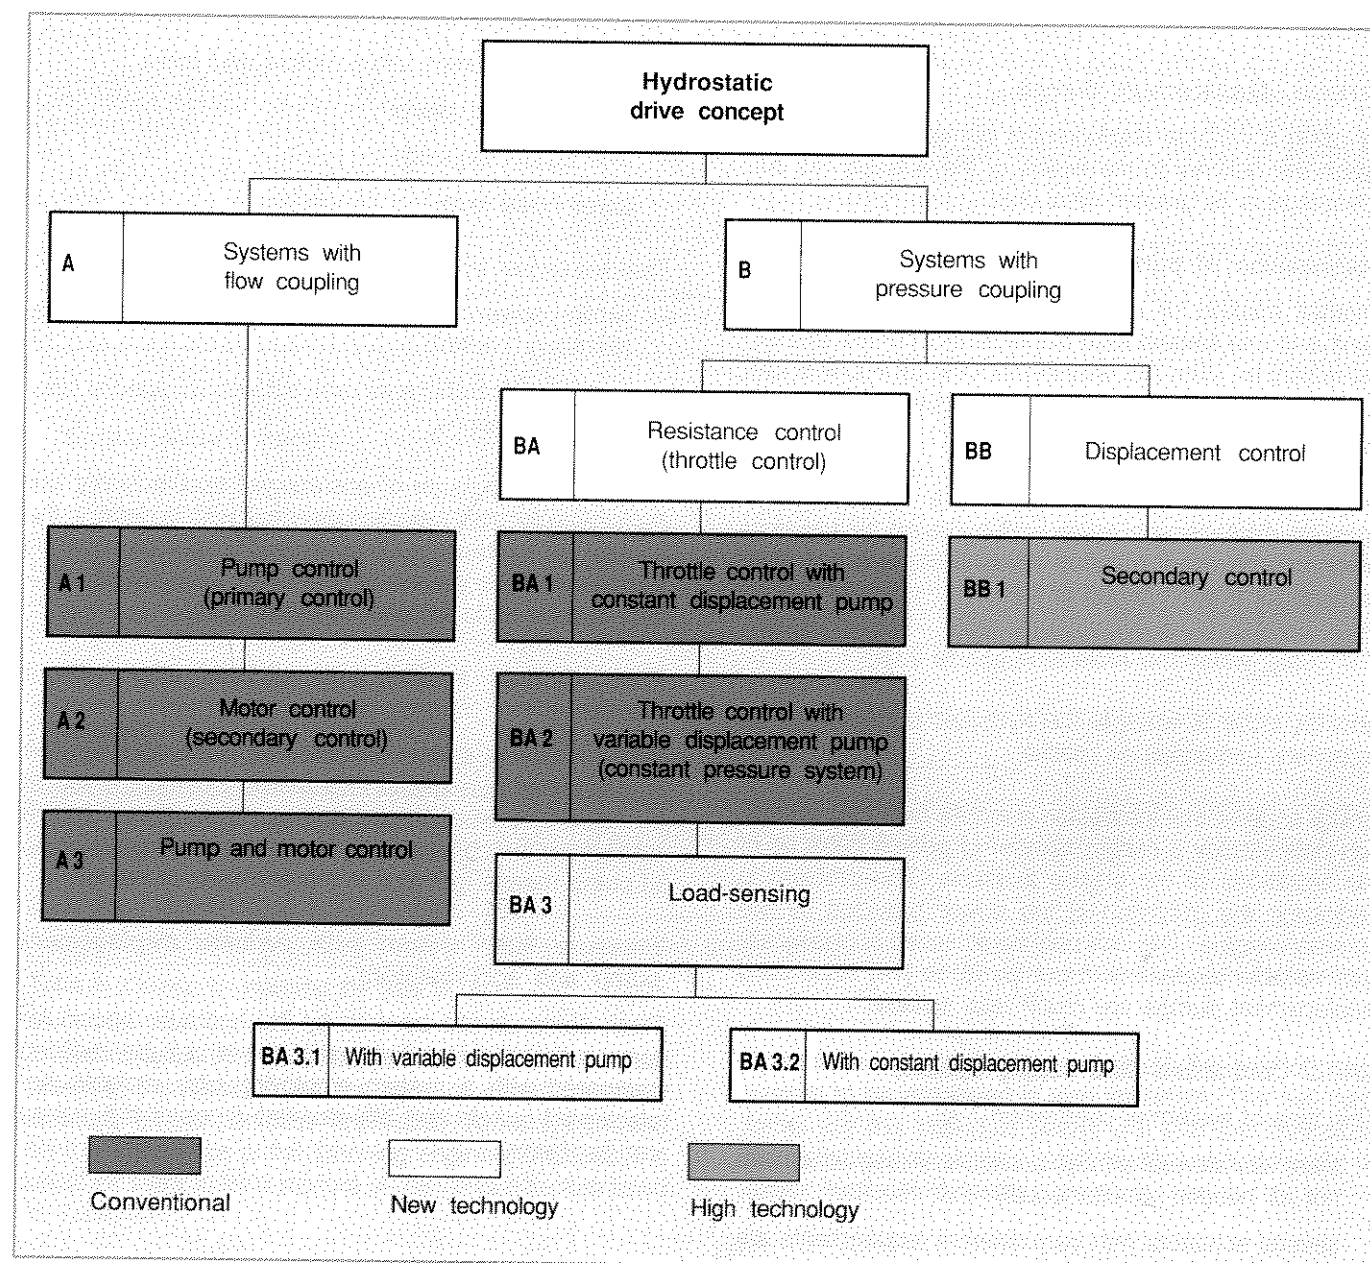 Hydrostatic
drive concept
A
Systems with
flow coupling
B
Systems with
pressure coupling
BA
Resistance control
(throttle control)
BB
Displacement control
A 1
Pump control
(primary control)
BA 1
Throttle control with
constant displacement pump
BB 1
Secondary control
A 2
Motor control
(secondary control)
BA 2
Throttle control with
variable displacement pump
(constant pressure system)
A 3
Pump and motor control
BA 3
Load-sensing
BA 3.1
With variable displacement pump
BA 3.2
With constant displacement pump
Conventional
New technology
High technology